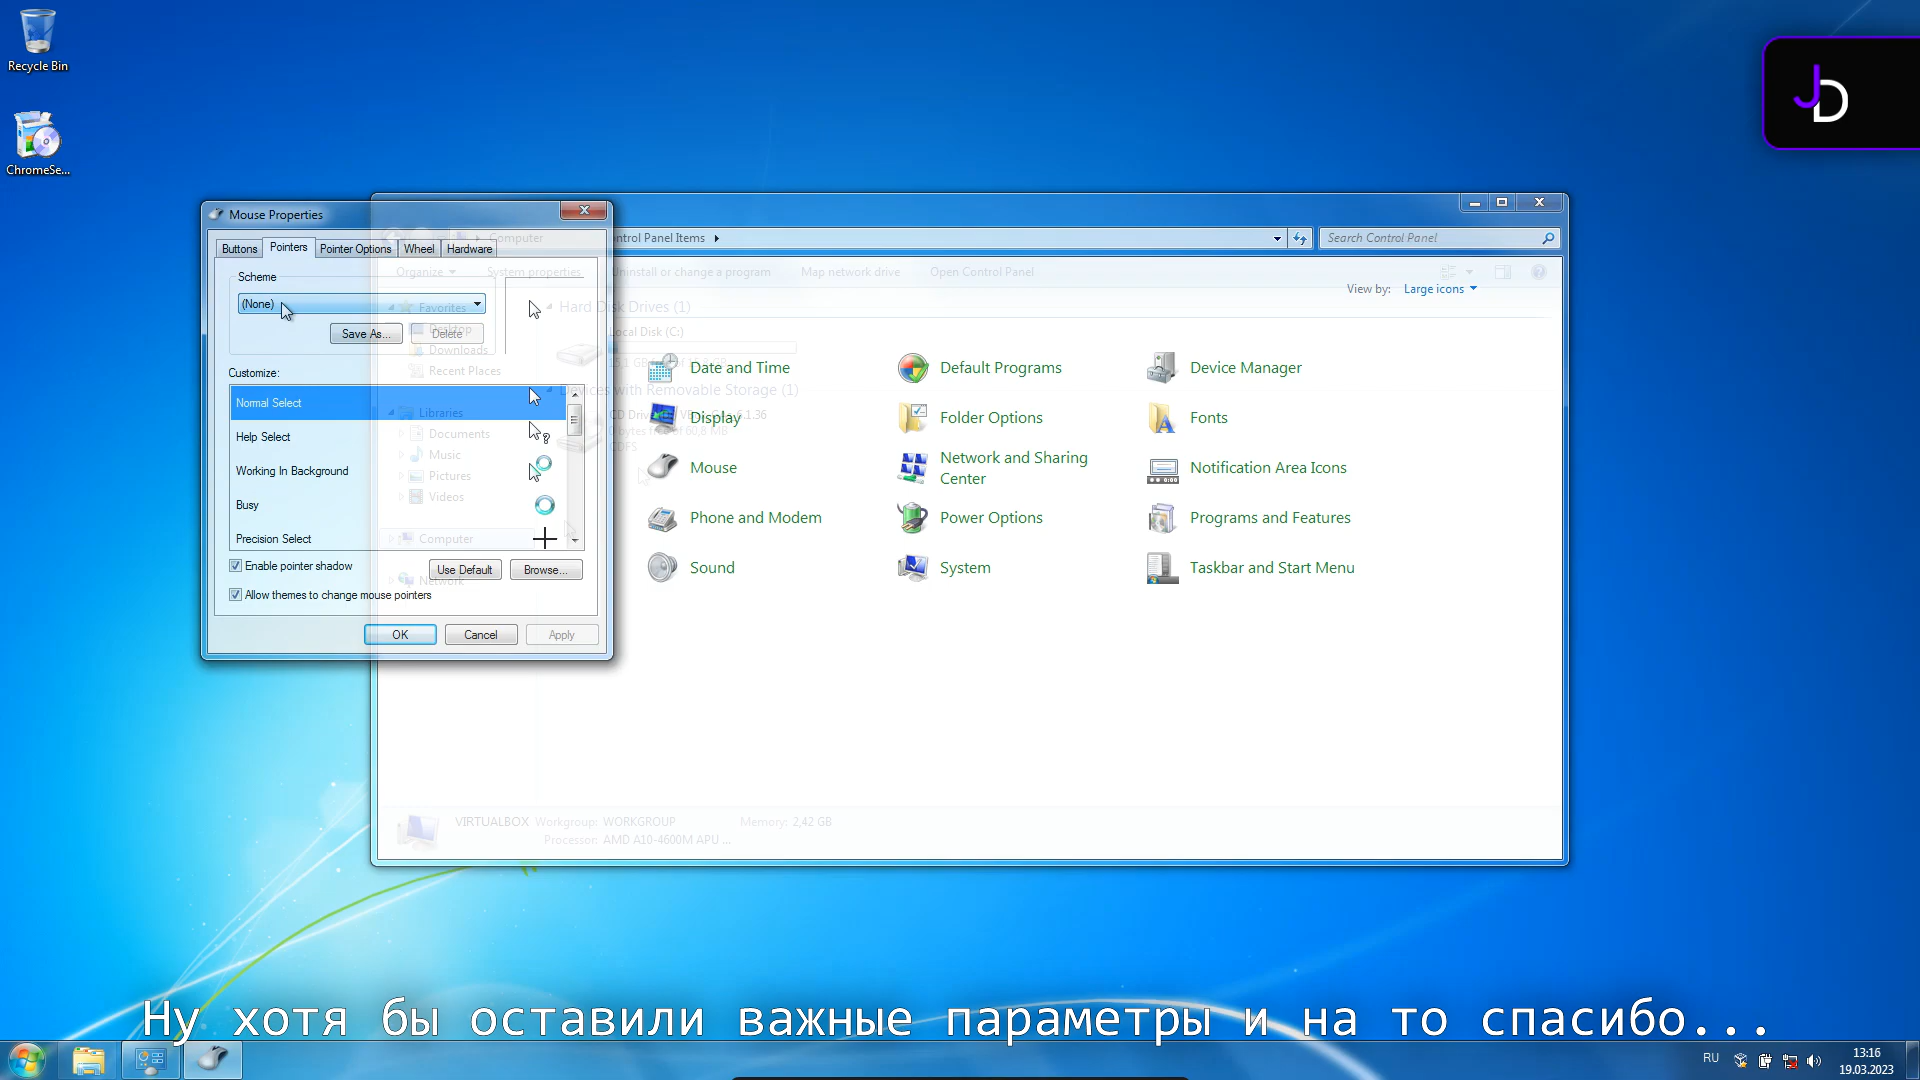 Recycle Bin
ChromeSe...
JD
Mouse Properties
Buttons
Pointers
Pointer Options
Wheel
Hardware
Scheme
(None)
Save As...
Delete
Customize:
Normal Select
Help Select
Working In Background
Busy
Precision Select
Enable pointer shadow
Use Default
Browse...
Allow themes to change mouse pointers
OK
Cancel
Apply
Computer
ntrol Panel Items
Search Control Panel
Organize
System properties
Uninstall or change a program
Map network drive
Open Control Panel
View by:
Large icons
Favorites
Desktop
Downloads
Recent Places
Libraries
Documents
Music
Pictures
Videos
Computer
Network
Hard Disk Drives (1)
Local Disk (C:)
Devices with Removable Storage (1)
CDFS
Date and Time
Default Programs
Device Manager
Display
Folder Options
Fonts
Mouse
Network and Sharing
Center
Notification Area Icons
Phone and Modem
Power Options
Programs and Features
Sound
System
Taskbar and Start Menu
VIRTUALBOX Workgroup: WORKGROUP
Memory: 2,42 GB
Processor: AMD A10-4600M APU ...
Ну хотя бы оставили важные параметры и на то спасибо...
RU
13:16
19.03.2023